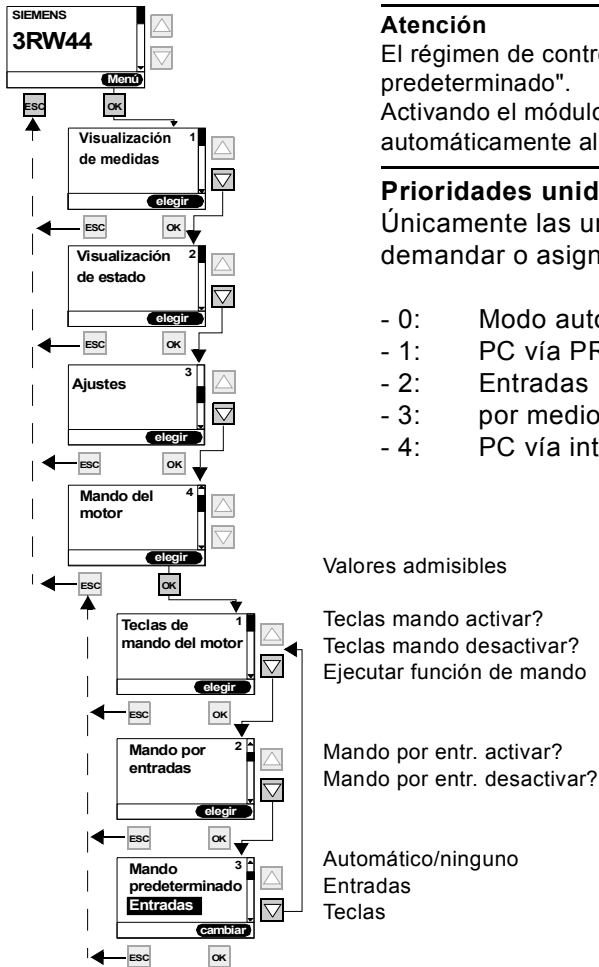 SIEMENS
3RW44
Menú
ESC
OK
Visualización
de medidas
1
elegir
ESC
OK
Visualización
de estado
2
elegir
ESC
OK
Ajustes
3
elegir
ESC
OK
Mando del
motor
4
elegir
ESC
OK
Teclas de
mando del motor
1
elegir
ESC
OK
Mando por
entradas
2
elegir
ESC
OK
Mando
predeterminado
Entradas
3
cambiar
ESC
OK
Atención
El régimen de contr
predeterminado".
Activando el módulo
automáticamente al
Prioridades unid
Únicamente las u
demandar o asign
- 0: Modo auto
- 1: PC vía PR
- 2: Entradas
- 3: por medio
- 4: PC vía int
Valores admisibles
Teclas mando activar?
Teclas mando desactivar?
Ejecutar función de mando
Mando por entr. activar?
Mando por entr. desactivar?
Automático/ninguno
Entradas
Teclas